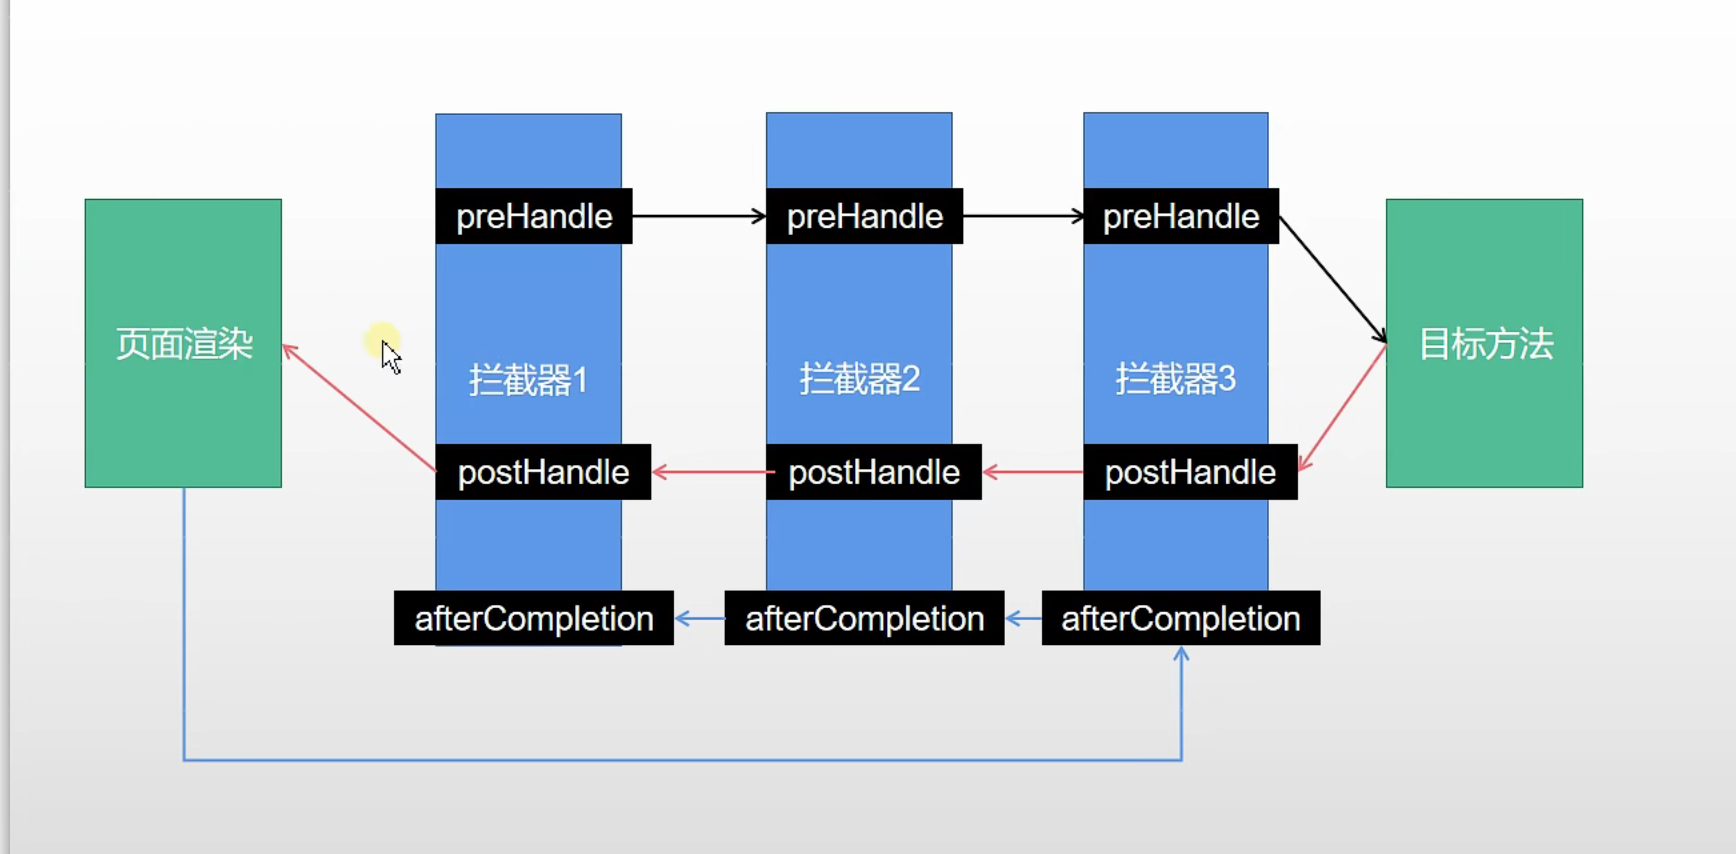 preHandle
preHandle
preHandle
页面渲染
目标方法
拦截器1
拦截器2
拦截器3
postHandle
postHandle
postHandle
afterCompletion
afterCompletion
afterCompletion